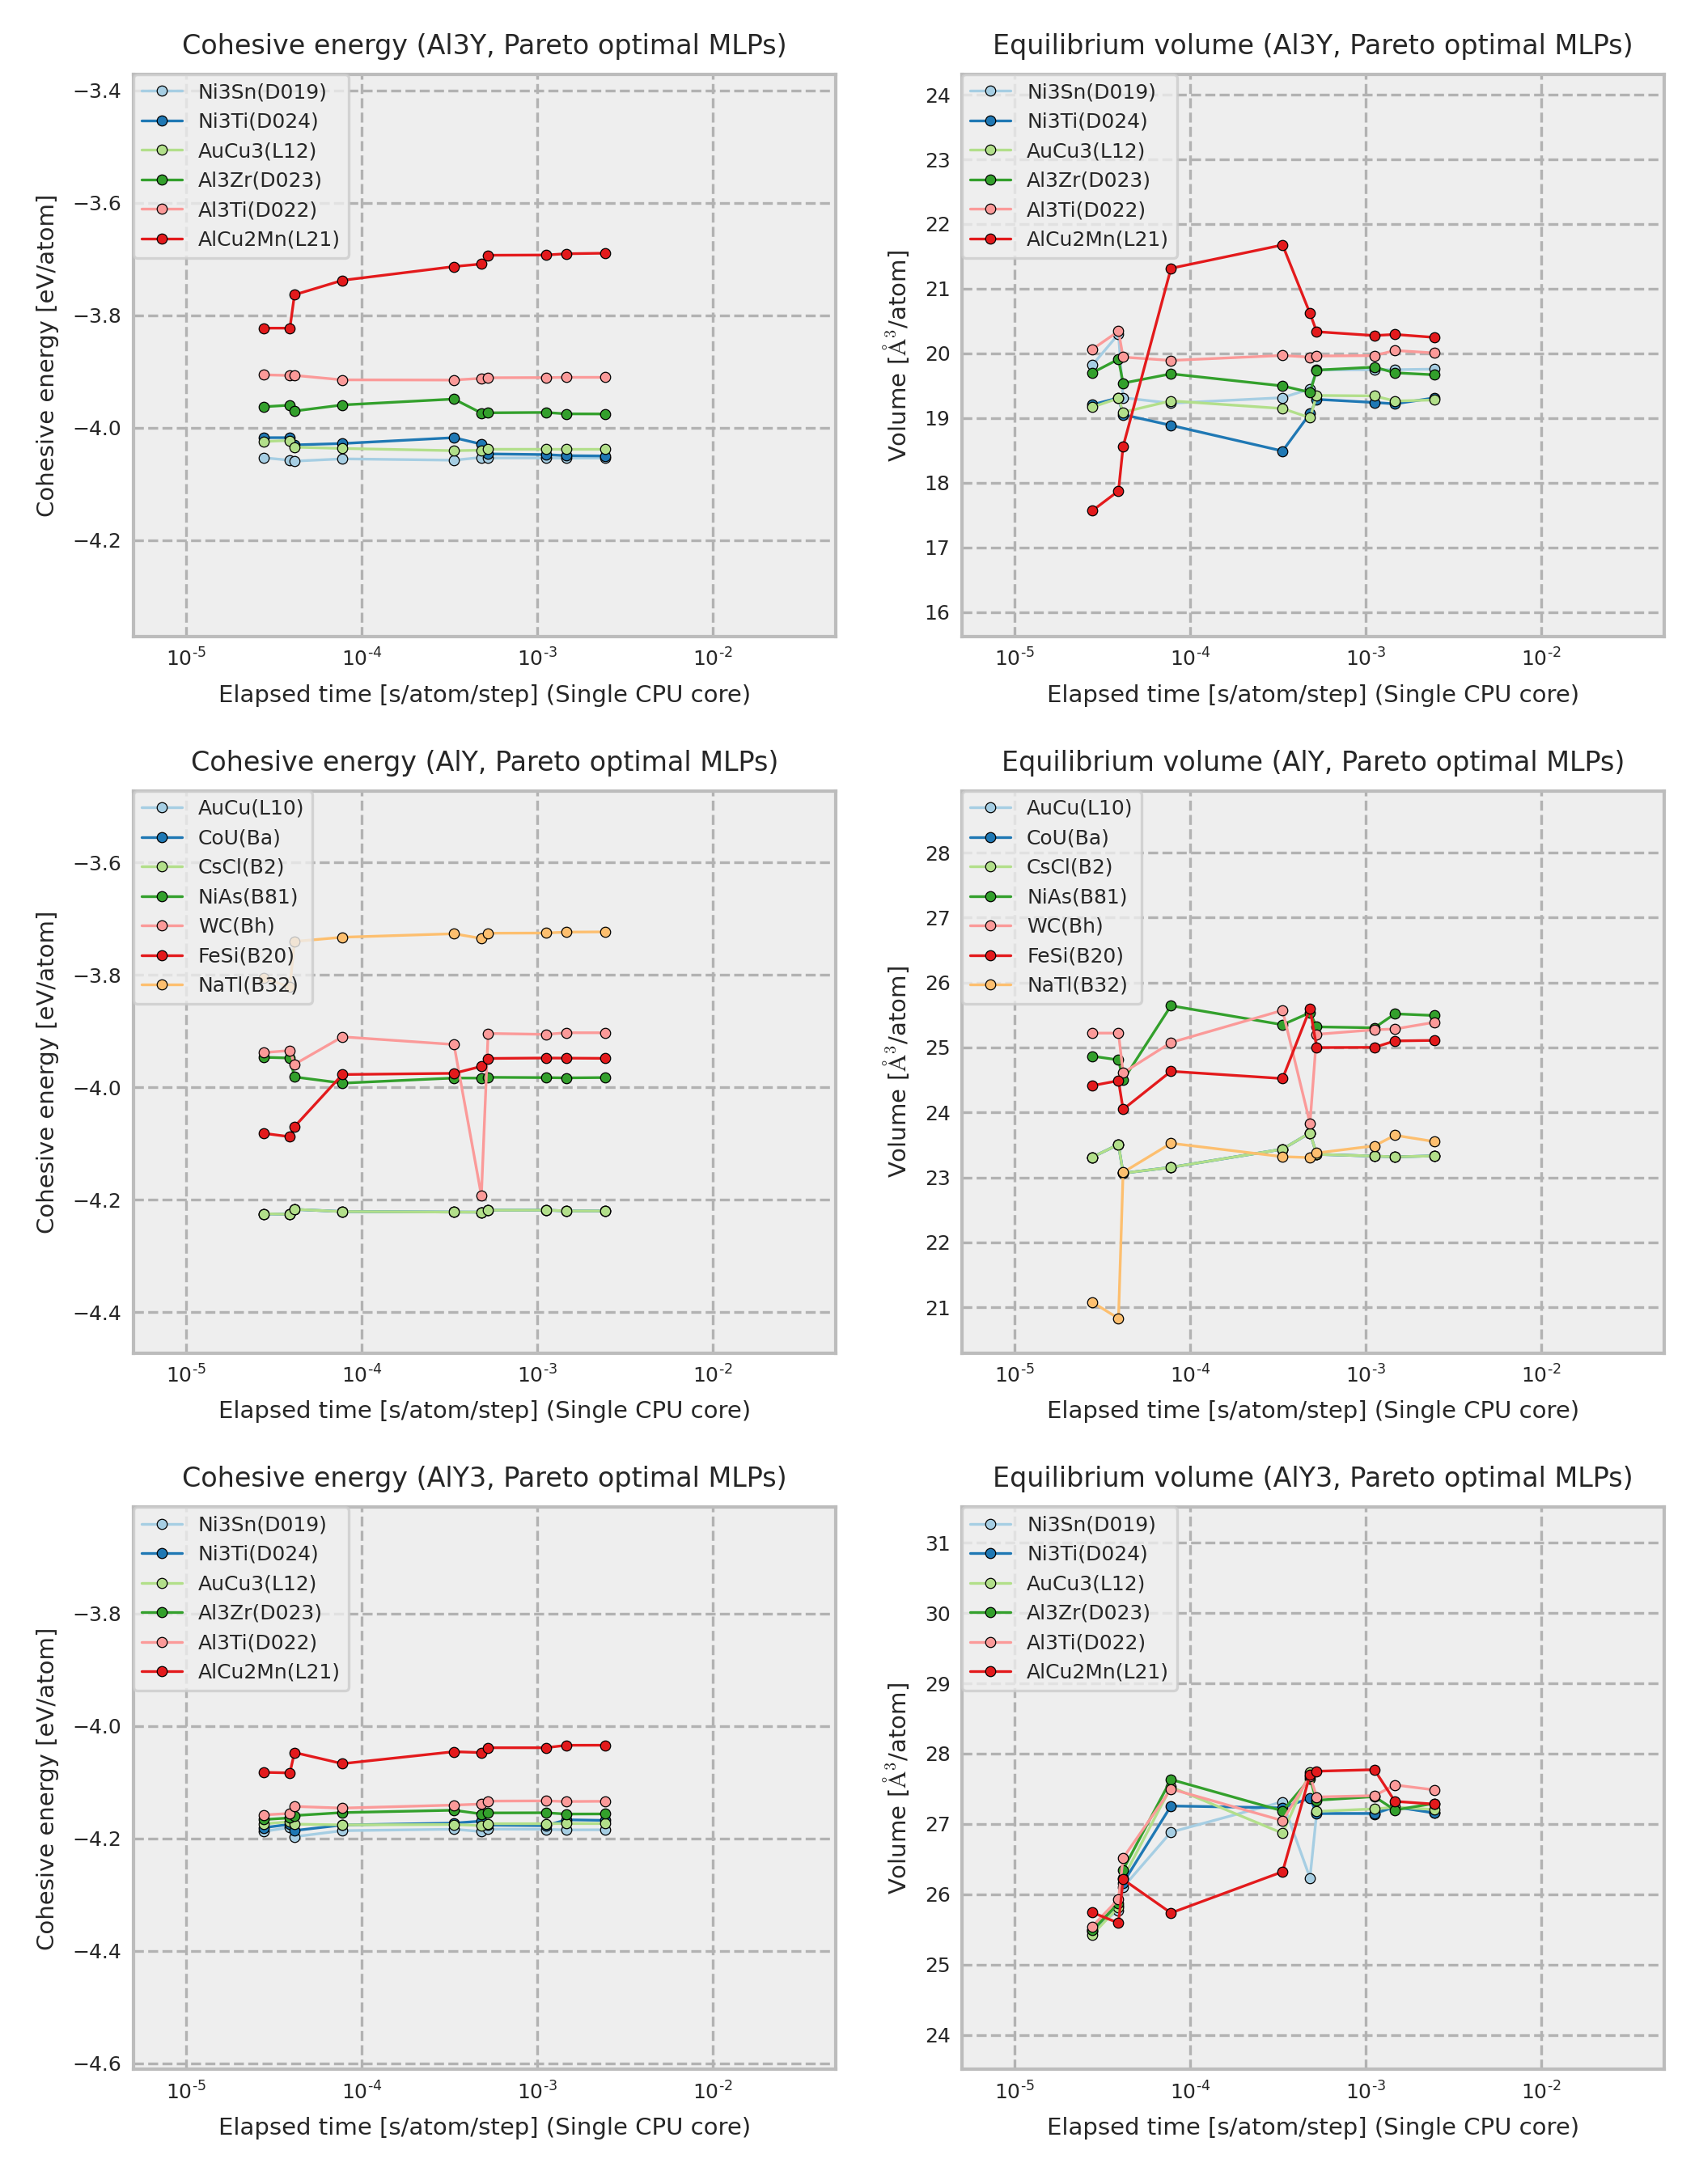 Cohesive energy (Al3Y, Pareto optimal MLPs)
Cohesive energy [eV/atom]
−3.4
−3.6
−3.8
−4.0
−4.2
Ni3Sn(D019)
Ni3Ti(D024)
AuCu3(L12)
Al3Zr(D023)
Al3Ti(D022)
AlCu2Mn(L21)
10-5 10-4 10-3 10-2
Elapsed time [s/atom/step] (Single CPU core)
Equilibrium volume (Al3Y, Pareto optimal MLPs)
Volume [Å3/atom]
24
23
22
21
20
19
18
17
16
Ni3Sn(D019)
Ni3Ti(D024)
AuCu3(L12)
Al3Zr(D023)
Al3Ti(D022)
AlCu2Mn(L21)
10-5 10-4 10-3 10-2
Elapsed time [s/atom/step] (Single CPU core)
Cohesive energy (AlY, Pareto optimal MLPs)
Cohesive energy [eV/atom]
−3.6
−3.8
−4.0
−4.2
−4.4
AuCu(L10)
CoU(Ba)
CsCl(B2)
NiAs(B81)
WC(Bh)
FeSi(B20)
NaTl(B32)
10-5 10-4 10-3 10-2
Elapsed time [s/atom/step] (Single CPU core)
Equilibrium volume (AlY, Pareto optimal MLPs)
Volume [Å3/atom]
28
27
26
25
24
23
22
21
AuCu(L10)
CoU(Ba)
CsCl(B2)
NiAs(B81)
WC(Bh)
FeSi(B20)
NaTl(B32)
10-5 10-4 10-3 10-2
Elapsed time [s/atom/step] (Single CPU core)
Cohesive energy (AlY3, Pareto optimal MLPs)
Cohesive energy [eV/atom]
−3.8
−4.0
−4.2
−4.4
−4.6
Ni3Sn(D019)
Ni3Ti(D024)
AuCu3(L12)
Al3Zr(D023)
Al3Ti(D022)
AlCu2Mn(L21)
10-5 10-4 10-3 10-2
Elapsed time [s/atom/step] (Single CPU core)
Equilibrium volume (AlY3, Pareto optimal MLPs)
Volume [Å3/atom]
31
30
29
28
27
26
25
24
Ni3Sn(D019)
Ni3Ti(D024)
AuCu3(L12)
Al3Zr(D023)
Al3Ti(D022)
AlCu2Mn(L21)
10-5 10-4 10-3 10-2
Elapsed time [s/atom/step] (Single CPU core)